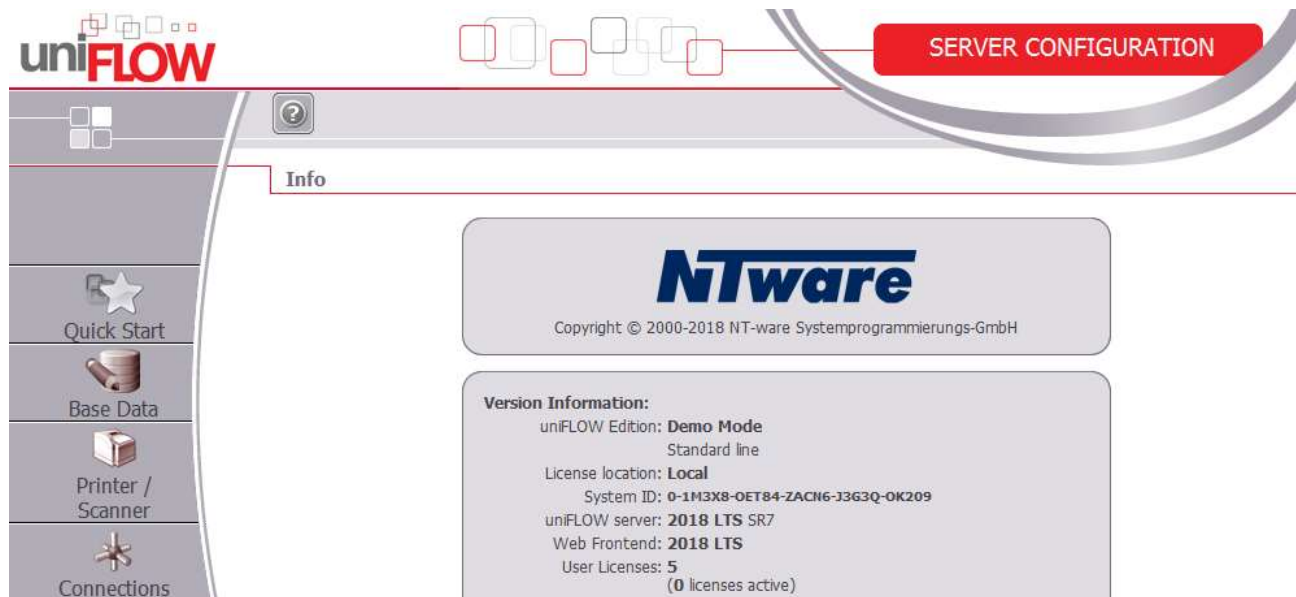 uniFLOW
SERVER CONFIGURATION
Info
Quick Start
Base Data
Printer /
Scanner
Connections
NTware
Copyright © 2000-2018 NT-ware Systemprogrammierungs-GmbH
Version Information:
uniFLOW Edition: Demo Mode
Standard line
License location: Local
System ID: 0-1M3X8-OET84-ZACN6-J3G3Q-OK209
uniFLOW server: 2018 LTS SR7
Web Frontend: 2018 LTS
User Licenses: 5
(0 licenses active)